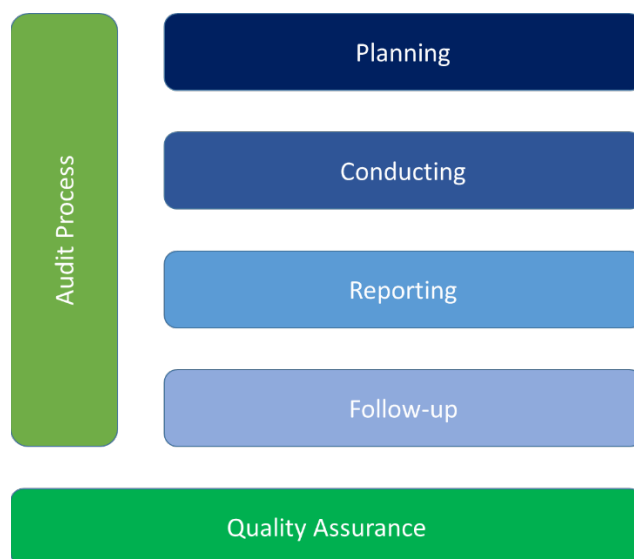 Audit Process
Planning
Conducting
Reporting
Follow-up
Quality Assurance